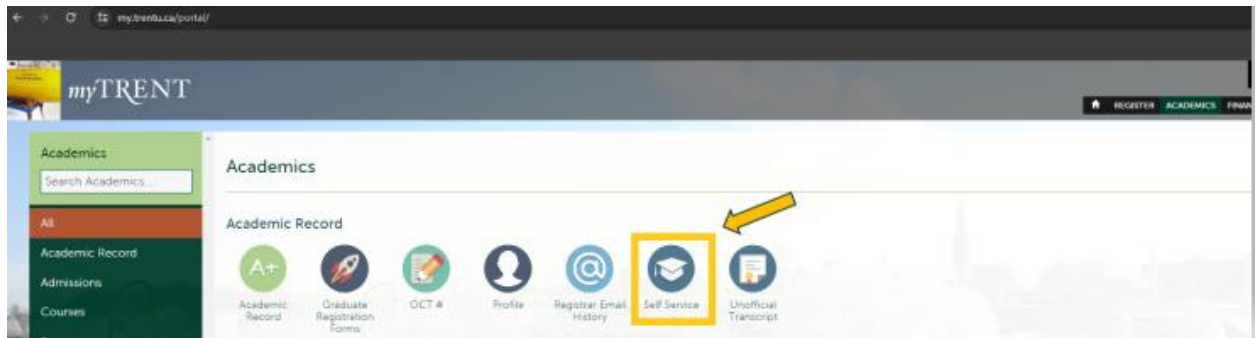 my.trentu.ca/portal/
myTRENT
REGISTER ACADEMICS FINAN
Academics
Search Academics...
All
Academic Record
Admissions
Courses
Academics
Academic Record
A+
Academic Record
Graduate Registration Forms
OCT #
Profile
@
Registrar Email History
Self Service
Unofficial Transcript